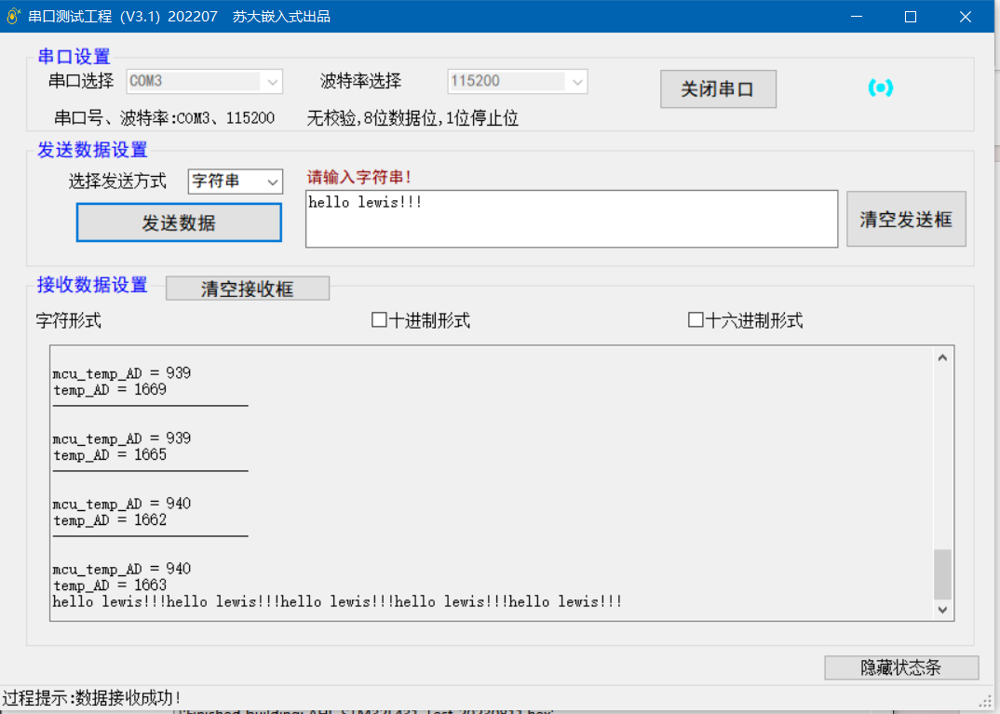 串口测试工程 (V3.1) 202207 苏大嵌入式出品
串口设置
串口选择 COM3 波特率选择 115200 关闭串口
串口号、波特率:COM3、115200 无校验,8位数据位,1位停止位
发送数据设置
选择发送方式 字符串 请输入字符串!
hello lewis!!!
发送数据 清空发送框
接收数据设置 清空接收框
字符形式 十进制形式 十六进制形式
mcu_temp_AD = 939
temp_AD = 1669
mcu_temp_AD = 939
temp_AD = 1665
mcu_temp_AD = 940
temp_AD = 1662
mcu_temp_AD = 940
temp_AD = 1663
hello lewis!!!hello lewis!!!hello lewis!!!hello lewis!!!hello lewis!!!
隐藏状态条
过程提示:数据接收成功!